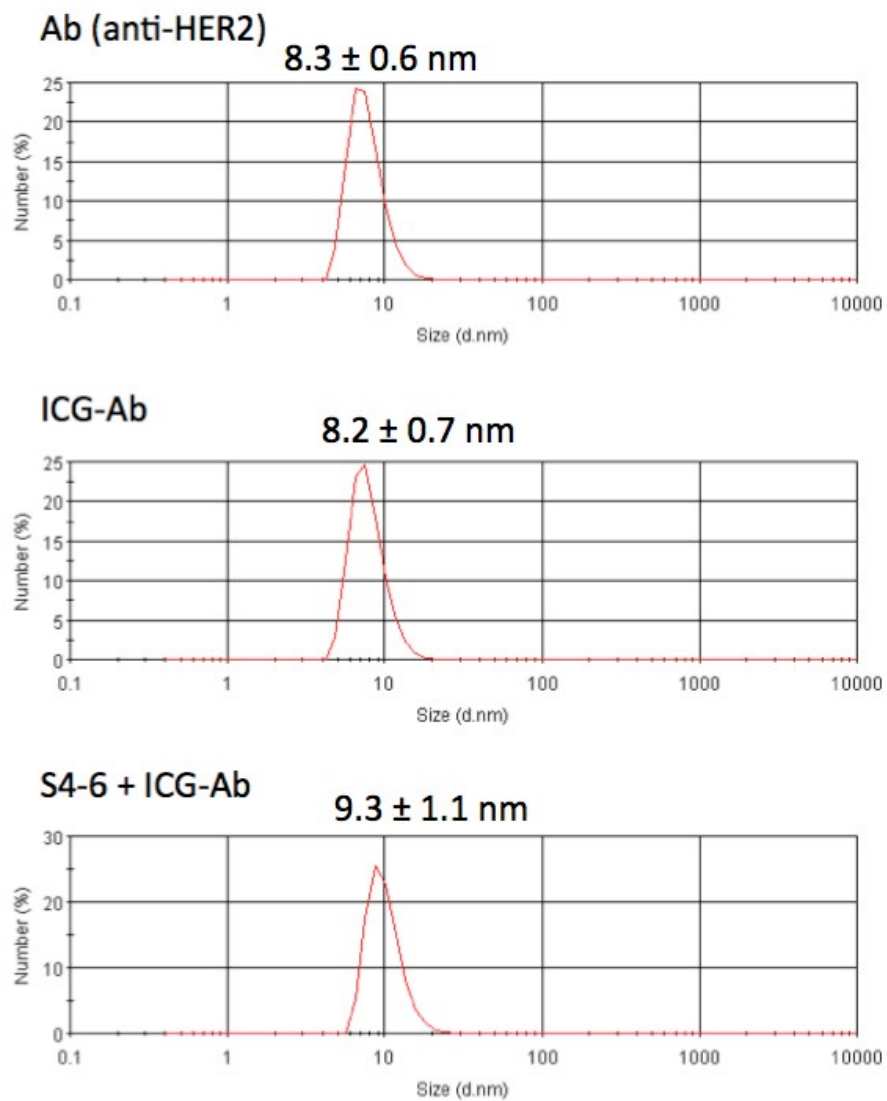 Ab (anti-HER2)
8.3 ± 0.6 nm
25
20
15
10
5
0
Number (%)
0.1 1 10 100 1000 10000
Size (d.nm)
ICG-Ab
8.2 ± 0.7 nm
25
20
15
10
5
0
Number (%)
0.1 1 10 100 1000 10000
Size (d.nm)
S4-6 + ICG-Ab
9.3 ± 1.1 nm
30
20
10
0
Number (%)
0.1 1 10 100 1000 10000
Size (d.nm)